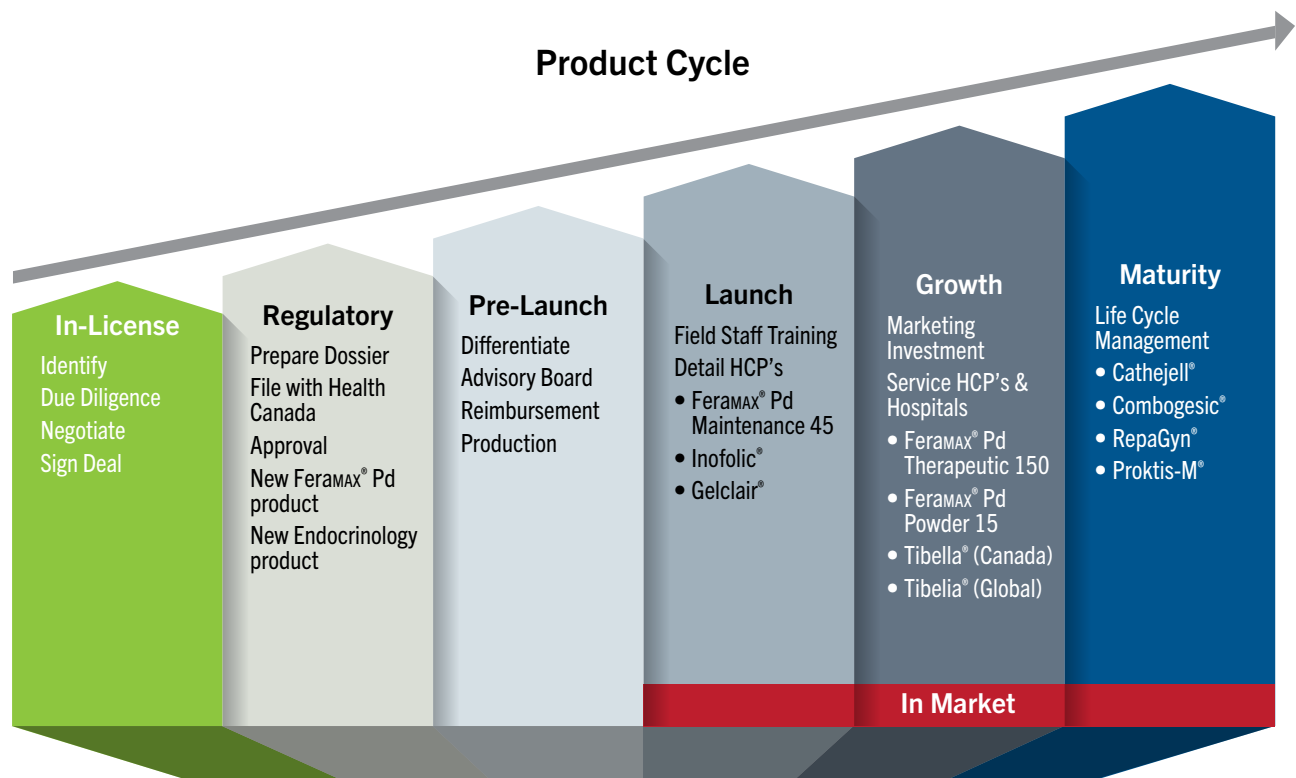 Product Cycle
In-License
Identify
Due Diligence
Negotiate
Sign Deal
Regulatory
Prepare Dossier
File with Health
Canada
Approval
New FeraMAX® Pd
product
New Endocrinology
product
Pre-Launch
Differentiate
Advisory Board
Reimbursement
Production
Launch
Field Staff Training
Detail HCP's
• FeraMAX® Pd
Maintenance 45
• Inofolic®
• Gelclair®
Growth
Marketing
Investment
Service HCP's &
Hospitals
• FeraMAX® Pd
Therapeutic 150
• FeraMAX® Pd
Powder 15
• Tibella® (Canada)
• Tibelia® (Global)
Maturity
Life Cycle
Management
• Cathejell®
• Combogesic®
• RepaGyn®
• Proktis-M®
In Market